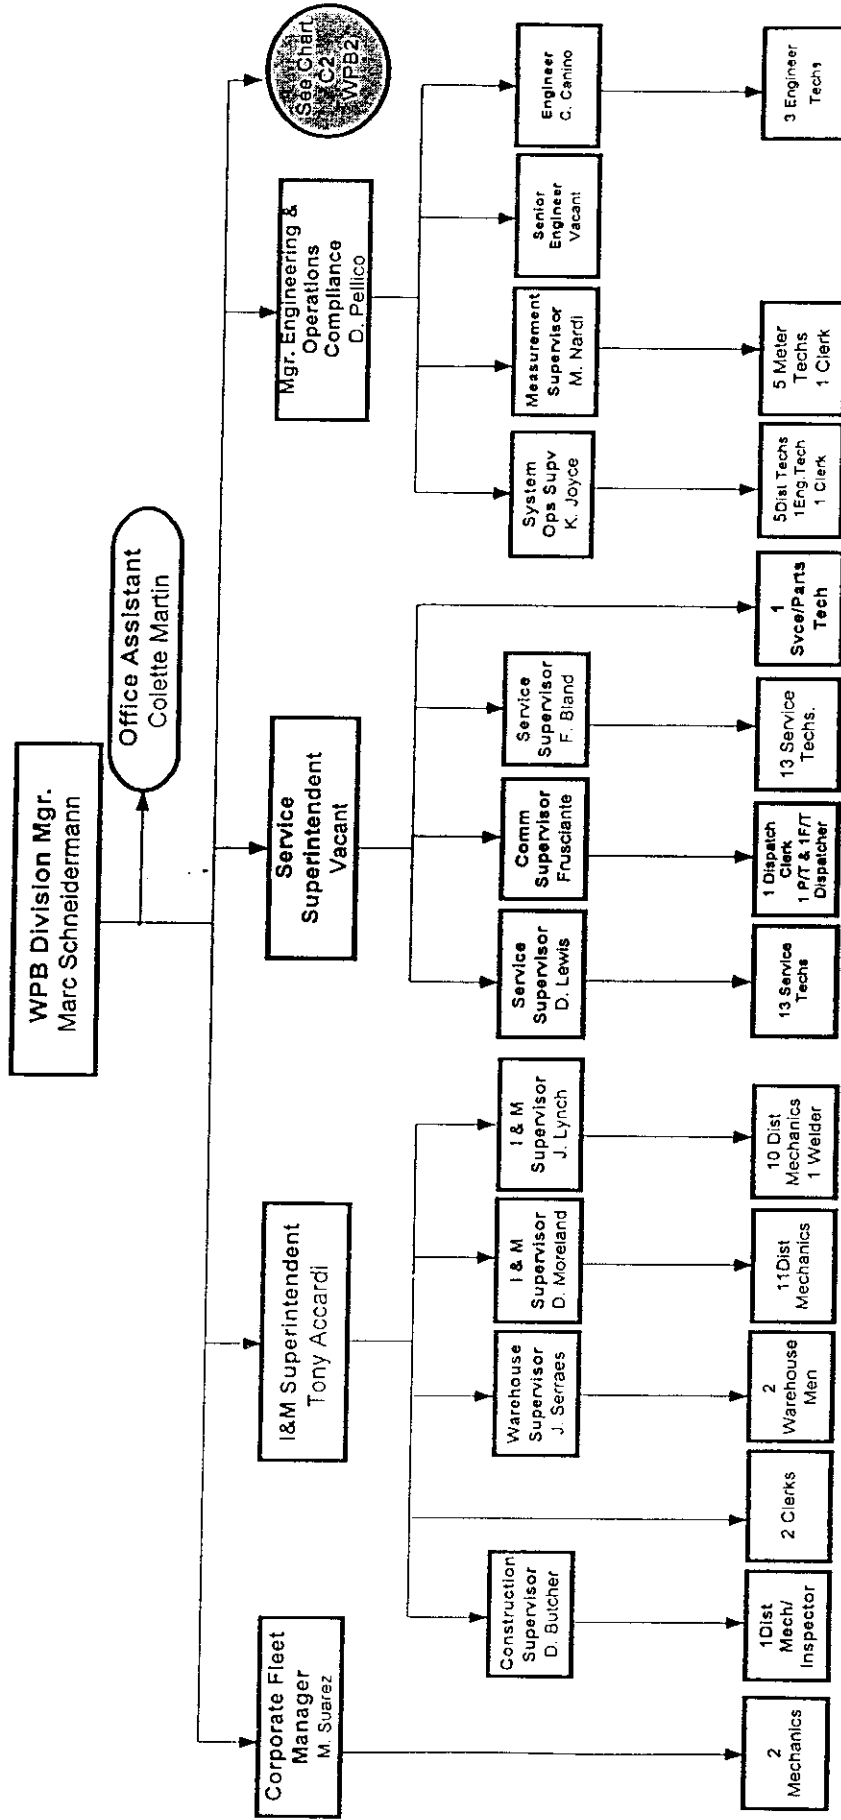 WPB Division Mgr.
Marc Schneidermann
Office Assistant
Colette Martin
Corporate Fleet
Manager
M. Suarez
I&M Superintendent
Tony Accardi
Service
Superintendent
Vacant
Mgr. Engineering &
Operations
Compliance
D. Pellico
See Chart
C2
WPB2
Construction
Supervisor
D. Butcher
Warehouse
Supervisor
J. Serraes
I & M
Supervisor
D. Moreland
I & M
Supervisor
J. Lynch
Service
Supervisor
D. Lewis
Comm
Supervisor
Frusciante
Service
Supervisor
F. Bland
System
Ops Supv
K. Joyce
Measurement
Supervisor
M. Nardi
Senior
Engineer
Vacant
Engineer
C. Canino
2
Mechanics
1Dist
Mech/
Inspector
2 Clerks
2
Warehouse
Men
11Dist
Mechanics
10 Dist
Mechanics
1 Welder
13 Service
Techs
1 Dispatch
Clerk
1 P/T & 1F/T
Dispatcher
13 Service
Techs.
1
Svce/Parts
Tech
5Dist Techs
1Eng.Tech
1 Clerk
5 Meter
Techs
1 Clerk
3 Engineer
Techs